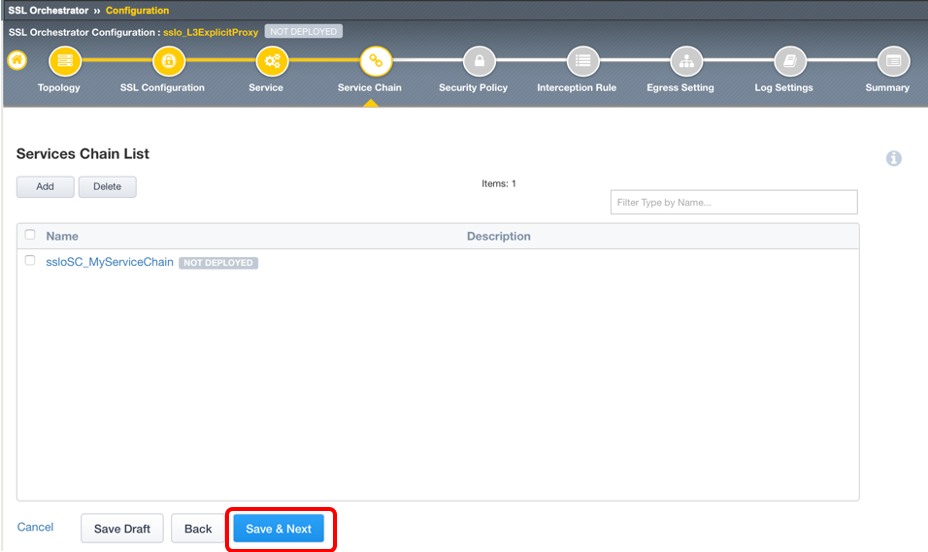 SSL Orchestrator » Configuration
SSL Orchestrator Configuration : sslo_L3ExplicitProxy NOT DEPLOYED
Topology SSL Configuration Service Service Chain Security Policy Interception Rule Egress Setting Log Settings Summary
Services Chain List
Add Delete Items: 1
Filter Type by Name...
Name Description
ssloSC_MyServiceChain NOT DEPLOYED
Cancel Save Draft Back Save & Next